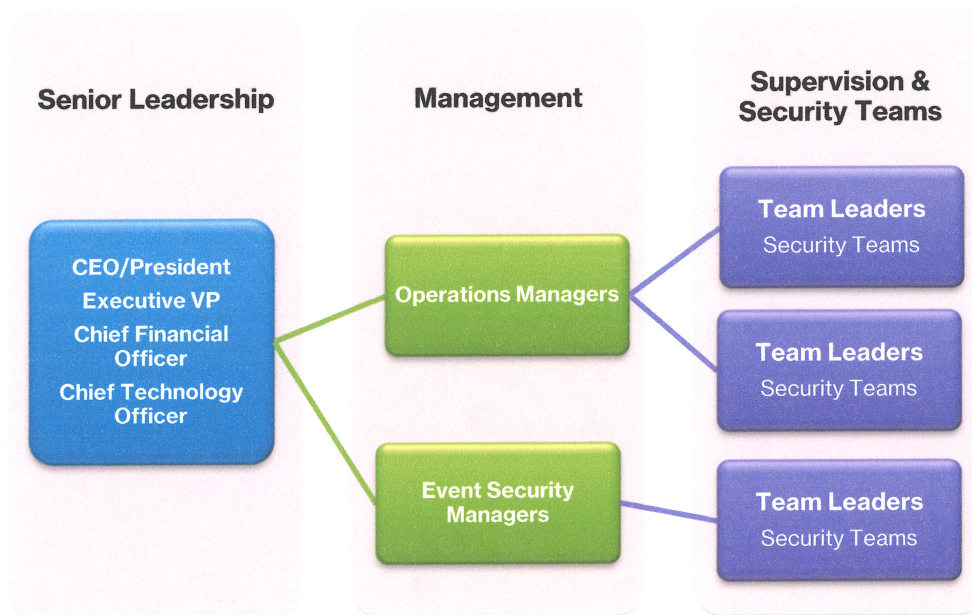 Senior Leadership
Management
Supervision &
Security Teams
CEO/President
Executive VP
Chief Financial
Officer
Chief Technology
Officer
Operations Managers
Event Security
Managers
Team Leaders
Security Teams
Team Leaders
Security Teams
Team Leaders
Security Teams